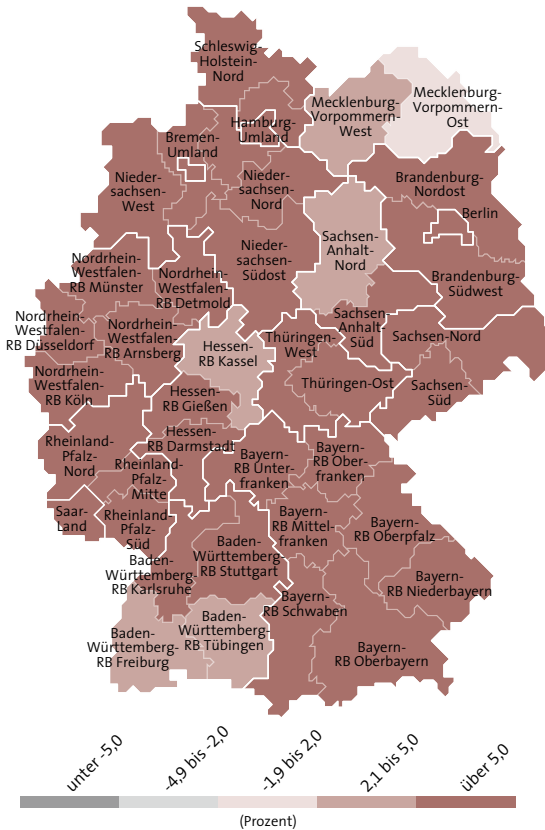 Schleswig-
Holstein-
Nord
Mecklenburg-
Vorpommern-
Ost
Mecklenburg-
Vorpommern-
West
Hamburg-
Umland
Bremen-
Umland
Nieder-
sachsen-
West
Nieder-
sachsen-
Nord
Brandenburg-
Nordost
Berlin
Sachsen-
Anhalt-
Nord
Nieder-
sachsen-
Südost
Nordrhein-
Westfalen-
RB Münster
Nordrhein-
Westfalen-
RB Detmold
Brandenburg-
Südwest
Nordrhein-
Westfalen-
RB Düsseldorf
Nordrhein-
Westfalen-
RB Arnsberg
Hessen-
RB Kassel
Thüringen-
West
Sachsen-
Anhalt-
Süd
Sachsen-Nord
Nordrhein-
Westfalen-
RB Köln
Hessen-
RB Gießen
Thüringen-Ost
Sachsen-
Süd
Rheinland-
Pfalz-
Nord
Hessen-
RB Darmstadt
Bayern-
RB Unter-
franken
Bayern-
RB Ober-
franken
Rheinland-
Pfalz-
Mitte
Saar-
Land
Rheinland-
Pfalz-
Süd
Bayern-
RB Mittel-
franken
Bayern-
RB Oberpfalz
Baden-
Württemberg-
RB Stuttgart
Baden-
Württemberg-
RB Karlsruhe
Bayern-
RB Niederbayern
Bayern-
RB Schwaben
Baden-
Württemberg-
RB Freiburg
Baden-
Württemberg-
RB Tübingen
Bayern-
RB Oberbayern
unter -5,0
-4,9 bis -2,0
-1,9 bis 2,0
2,1 bis 5,0
über 5,0
(Prozent)